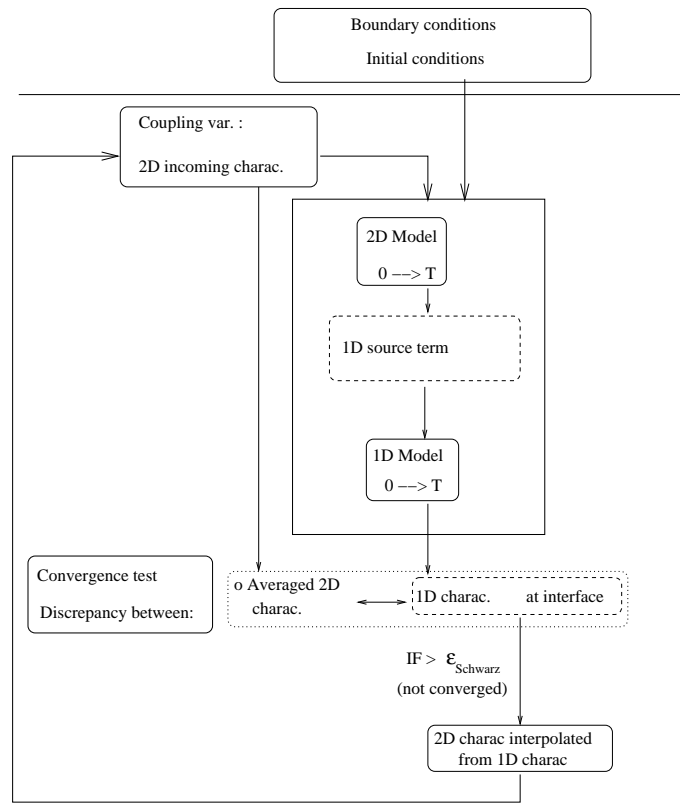 Boundary conditions
Initial conditions
Coupling var. :
2D incoming charac.
2D Model
0 --> T
1D source term
1D Model
0 --> T
Convergence test
Discrepancy between:
o Averaged 2D
charac.
1D charac. at interface
IF > ε Schwarz
(not converged)
2D charac interpolated
from 1D charac